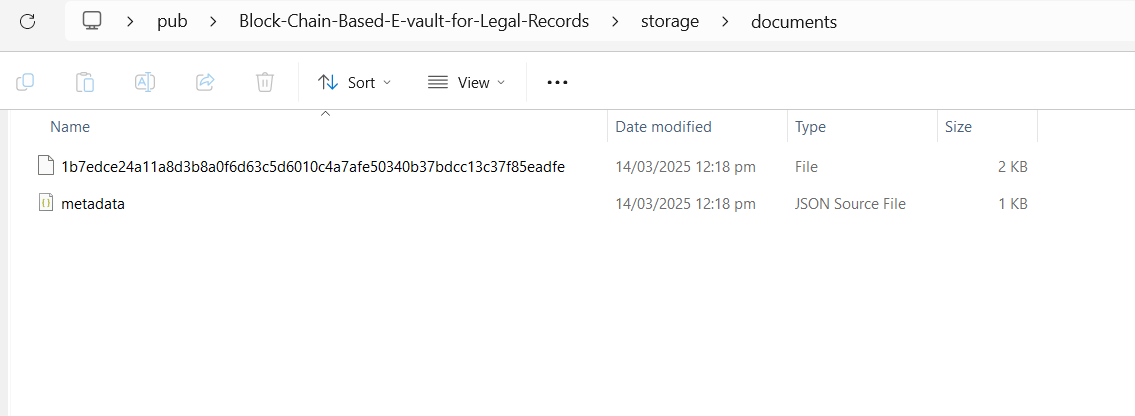 pub > Block-Chain-Based-E-vault-for-Legal-Records > storage > documents
Sort View
Name Date modified Type Size
1b7edce24a11a8d3b8a0f6d63c5d6010c4a7afe50340b37bdcc13c37f85eadfe 14/03/2025 12:18 pm File 2 KB
metadata 14/03/2025 12:18 pm JSON Source File 1 KB